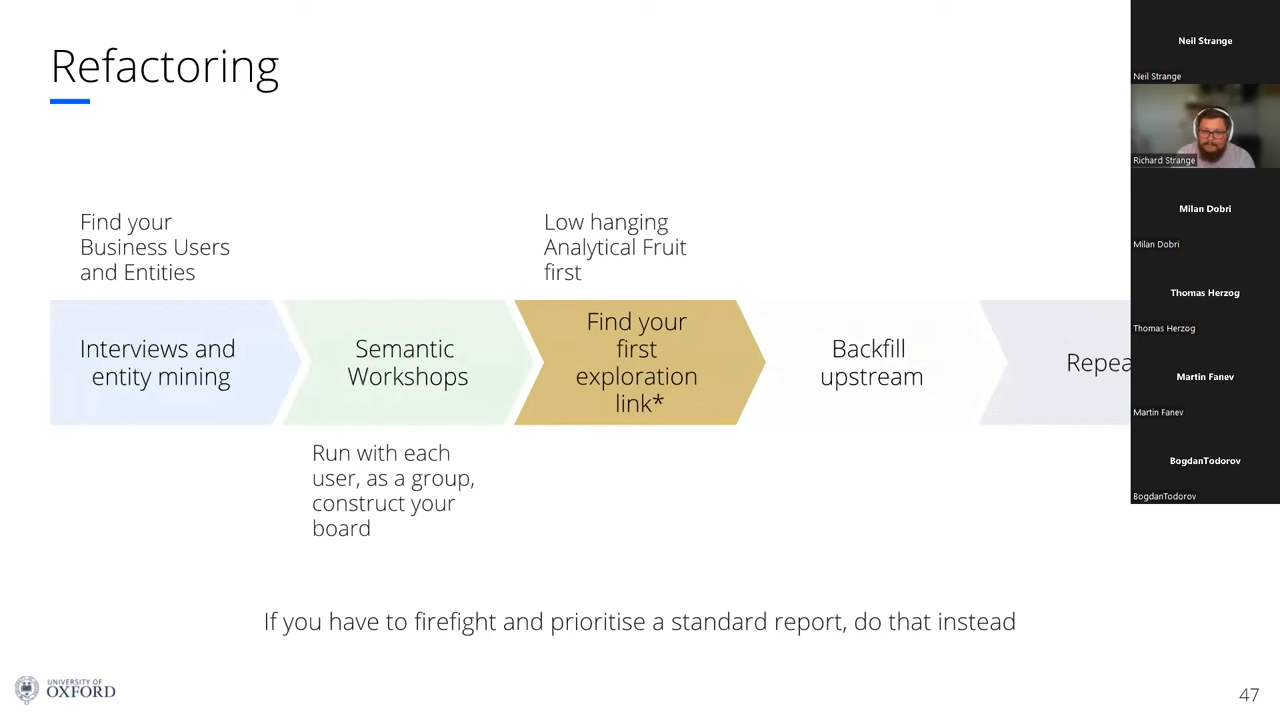 Refactoring
Find your
Business Users
and Entities
Low hanging
Analytical Fruit
first
Interviews and
entity mining
Semantic
Workshops
Find your
first
exploration
link*
Backfill
upstream
Repea
Run with each
user, as a group,
construct your
board
If you have to firefight and prioritise a standard report, do that instead
UNIVERSITY OF
OXFORD
47
Neil Strange
Neil Strange
Richard Strange
Milan Dobri
Milan Dobri
Thomas Herzog
Thomas Herzog
Martin Fanev
Martin Fanev
BogdanTodorov
BogdanTodorov